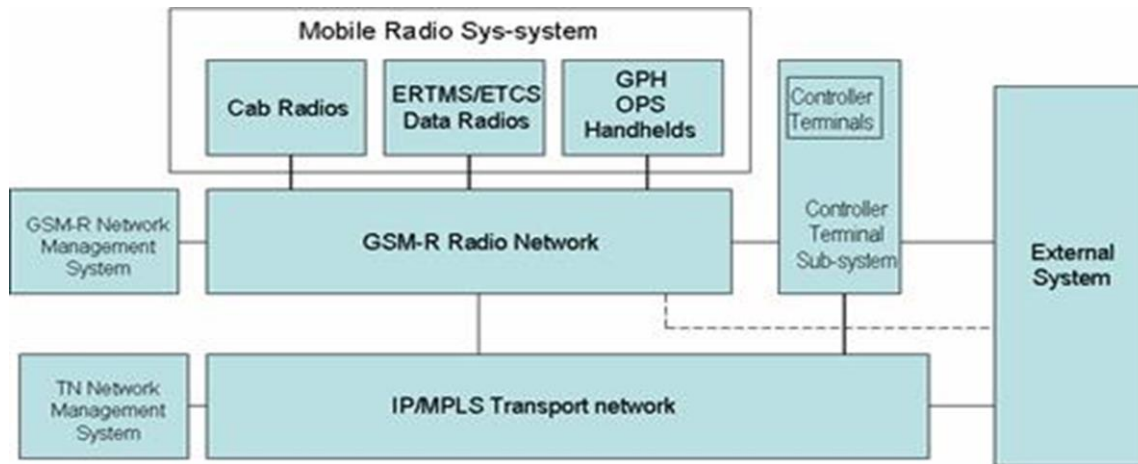 Mobile Radio Sys-system
Cab Radios
ERTMS/ETCS
Data Radios
GPH
OPS
Handhelds
Controller
Terminals
GSM-R Network
Management
System
GSM-R Radio Network
Controller
Terminal
Sub-system
External
System
TN Network
Management
System
IP/MPLS Transport network